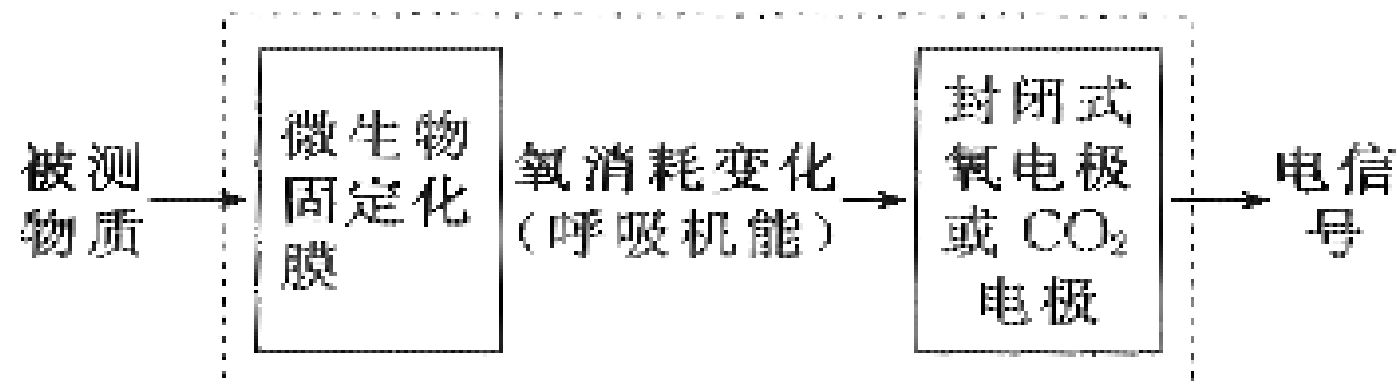 被测
物质
微生物
固定化
膜
氧消耗变化
(呼吸机能)
封闭式
氧电极
或 CO₂
电极
电信
号